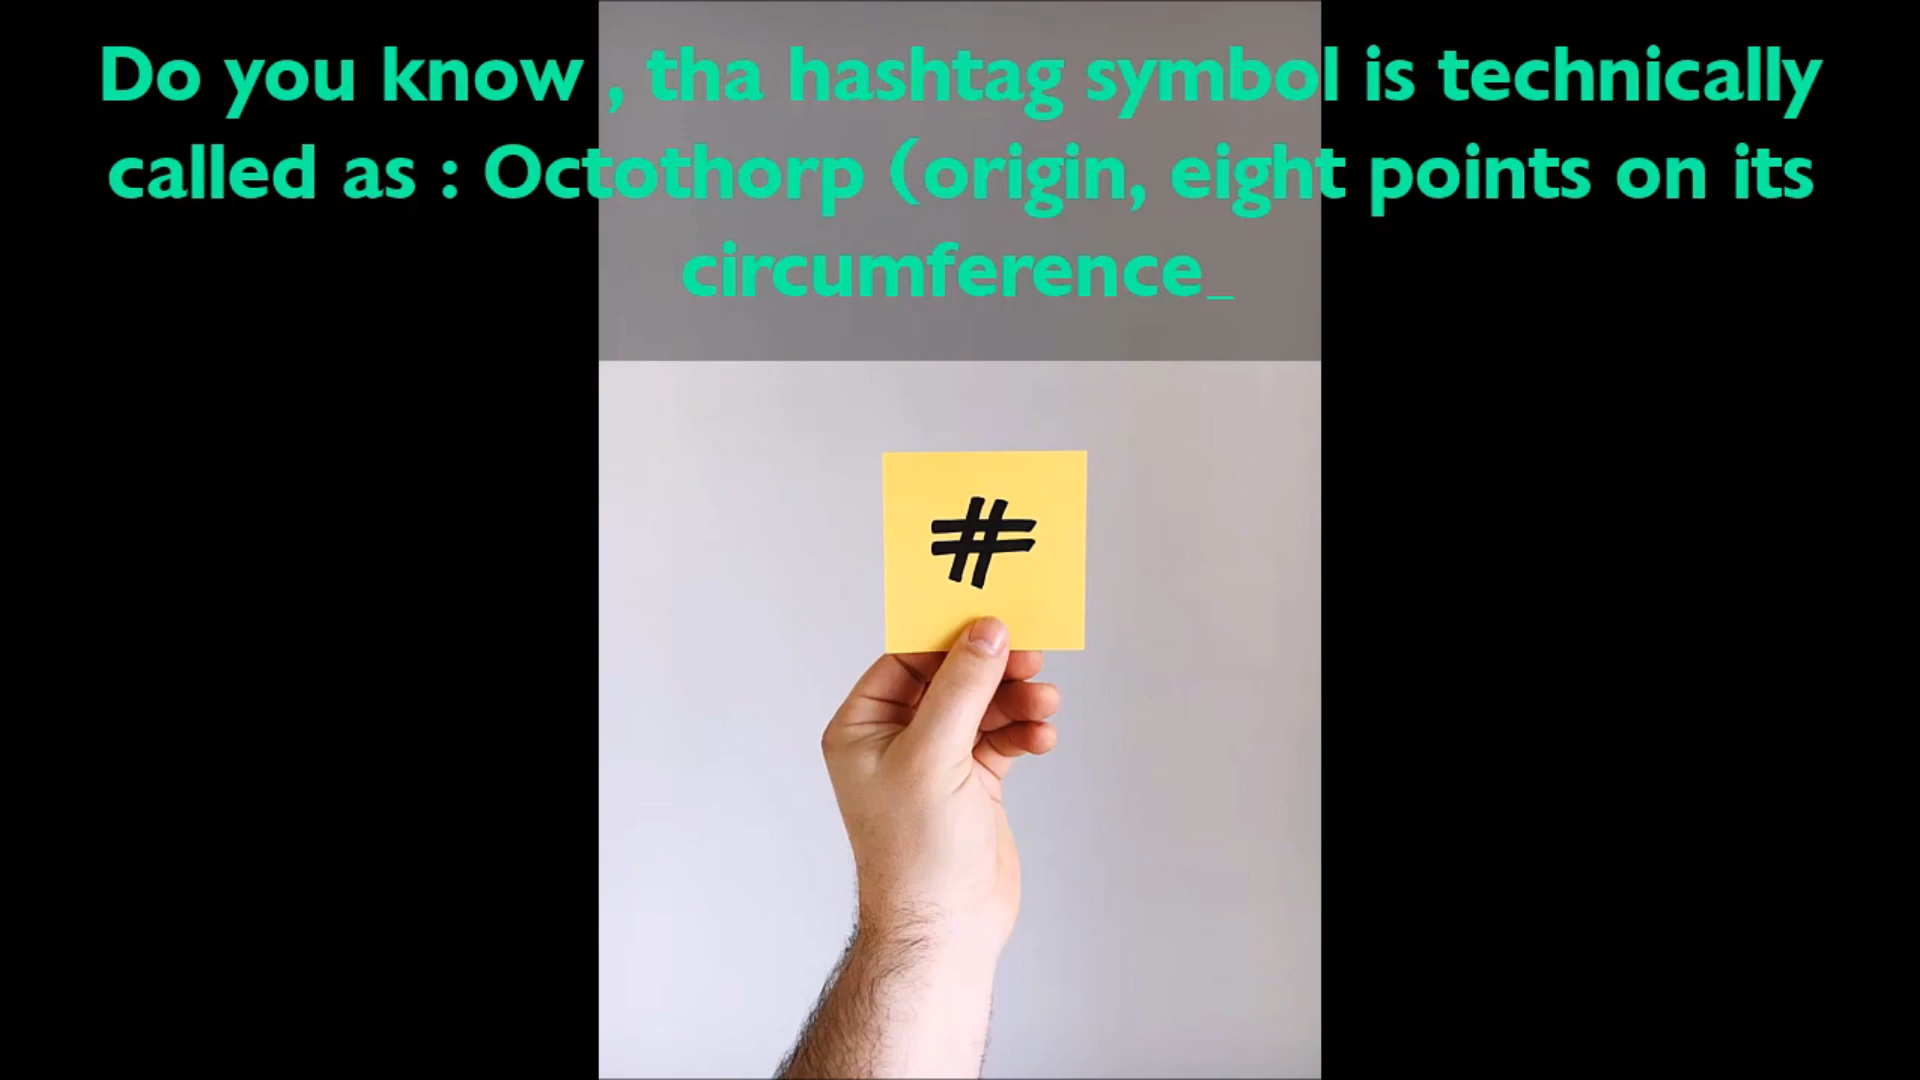 Do you know , tha hashtag symbol is technically
called as : Octothorp (origin, eight points on its
circumference_
#